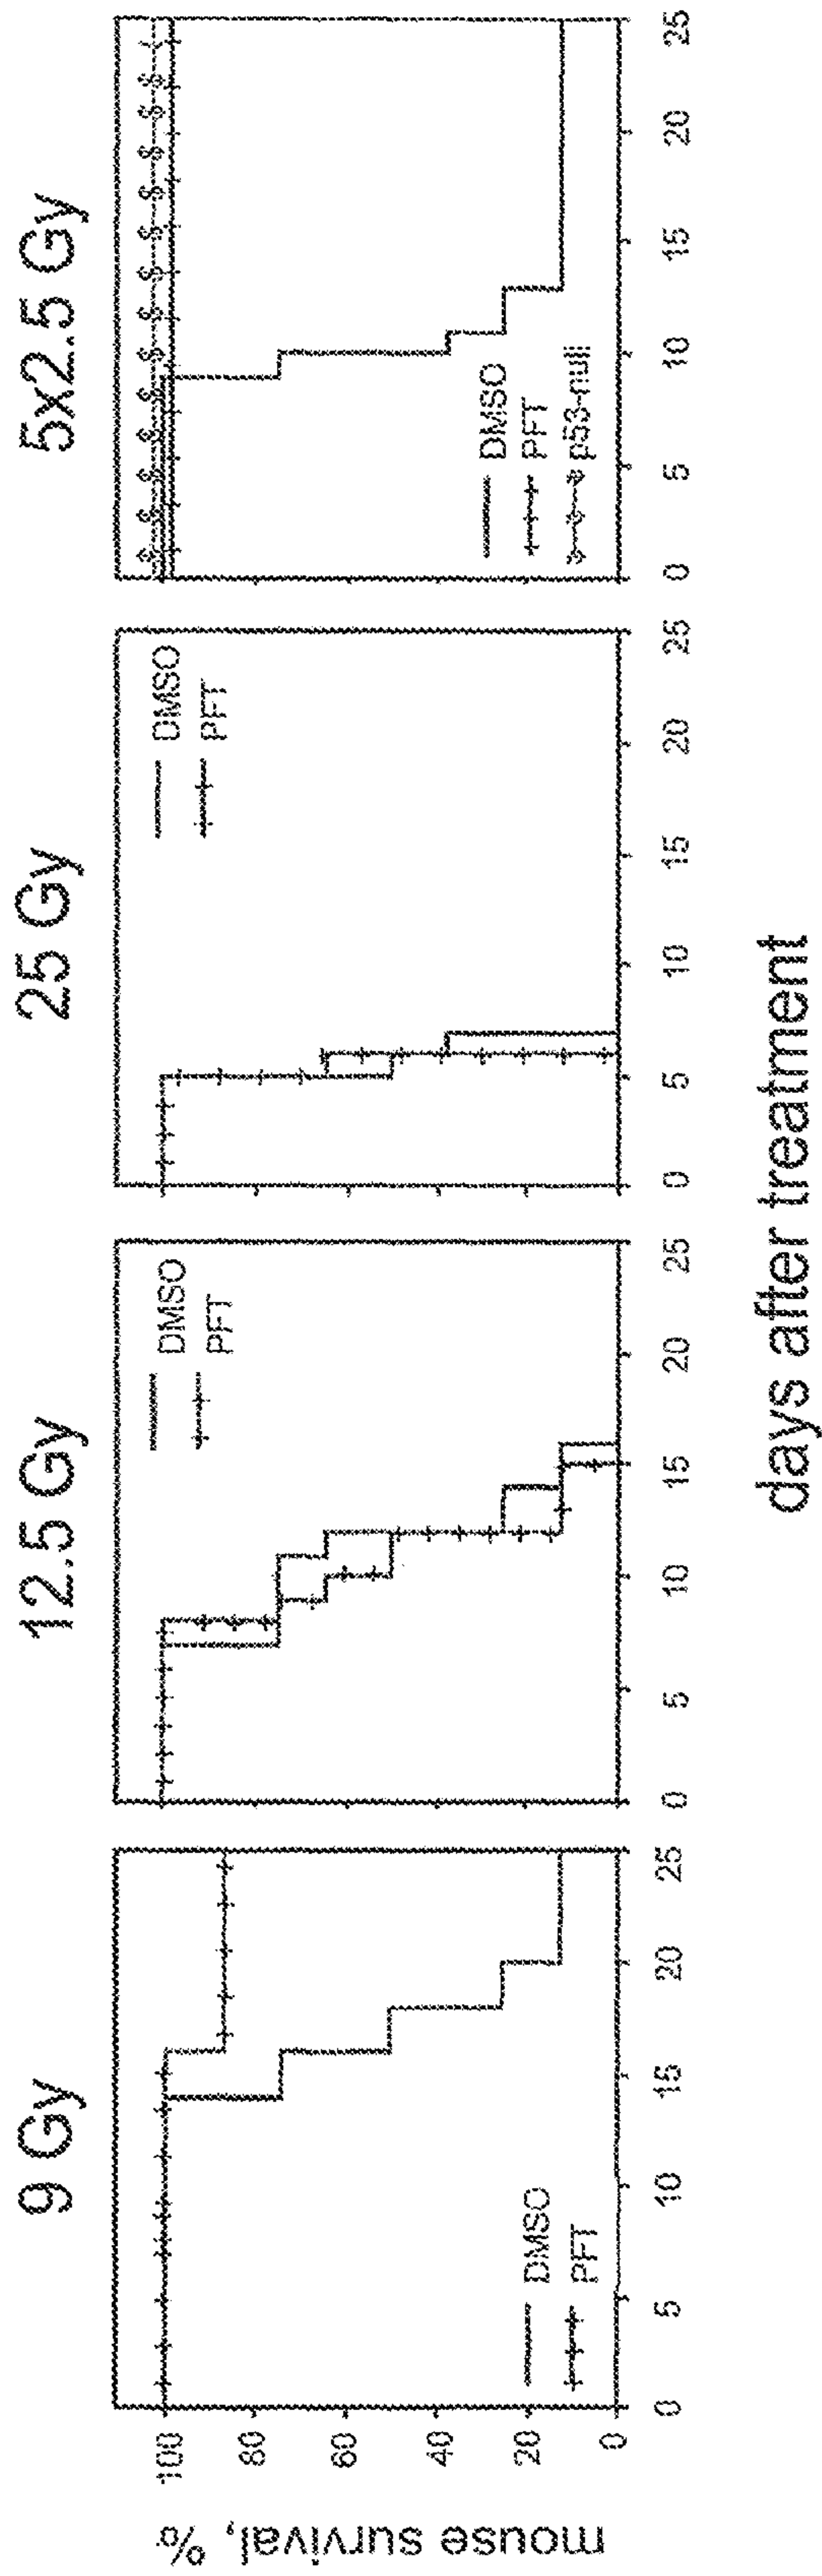 9 Gy
12.5 Gy
25 Gy
5x2.5 Gy
mouse survival, %
100
80
60
40
20
0
DMSO
PFT
0 5 10 15 20 25
DMSO
PFT
0 5 10 15 20 25
DMSO
PFT
0 5 10 15 20 25
DMSO
PFT
p53-null
0 5 10 15 20 25
days after treatment